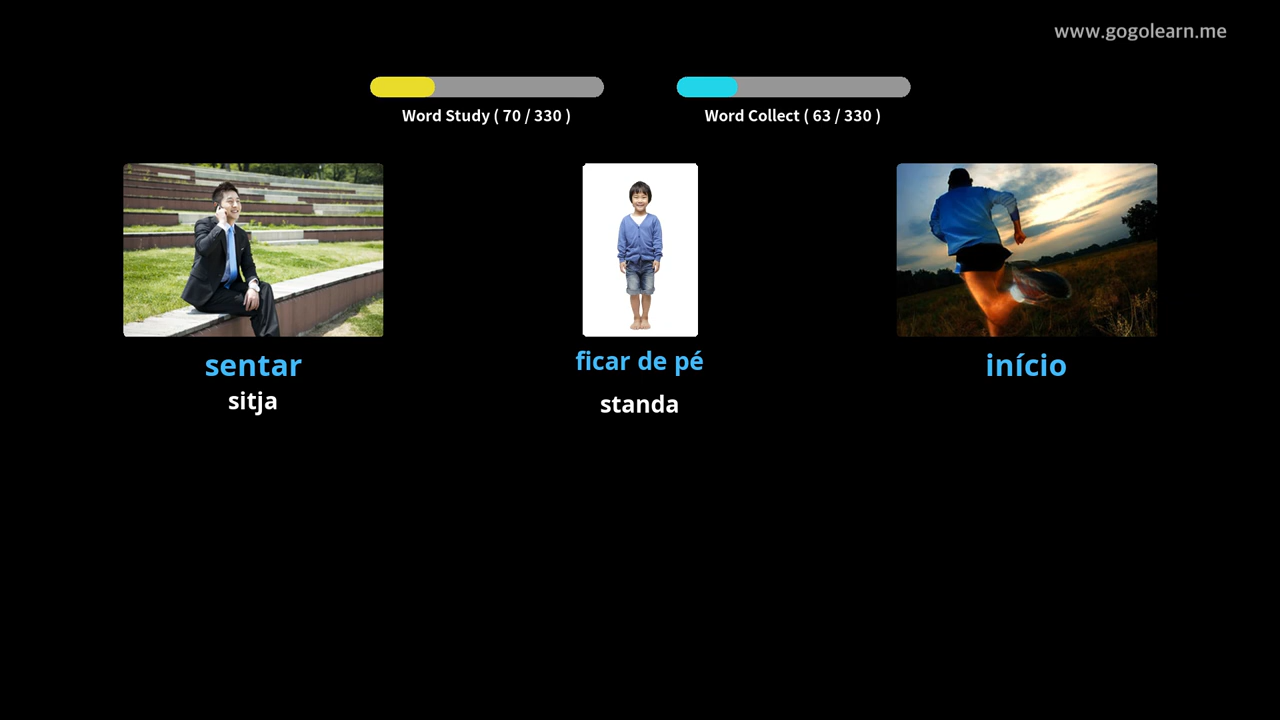 www.gogolearn.me
Word Study ( 70 / 330 )
Word Collect ( 63 / 330 )
sentar
sitja
ficar de pé
standa
início